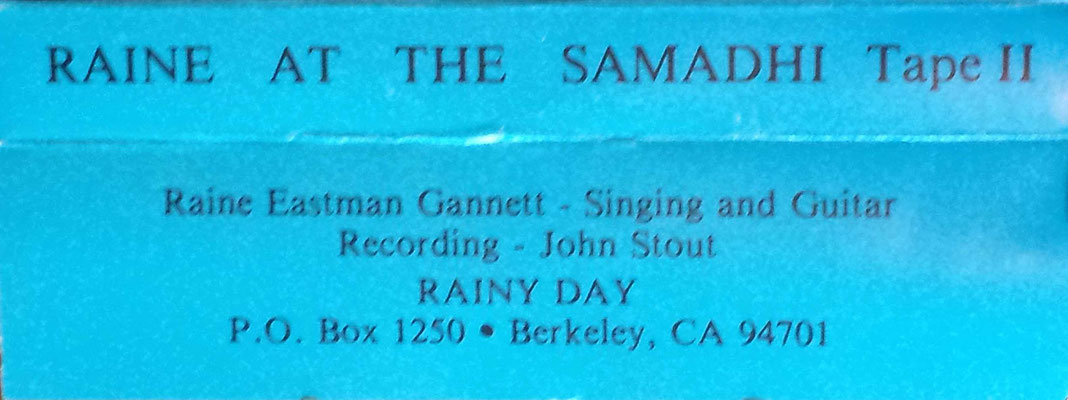 RAINE AT THE SAMADHI Tape II
Raine Eastman Gannett - Singing and Guitar
Recording - John Stout
RAINY DAY
P.O. Box 1250 • Berkeley, CA 94701